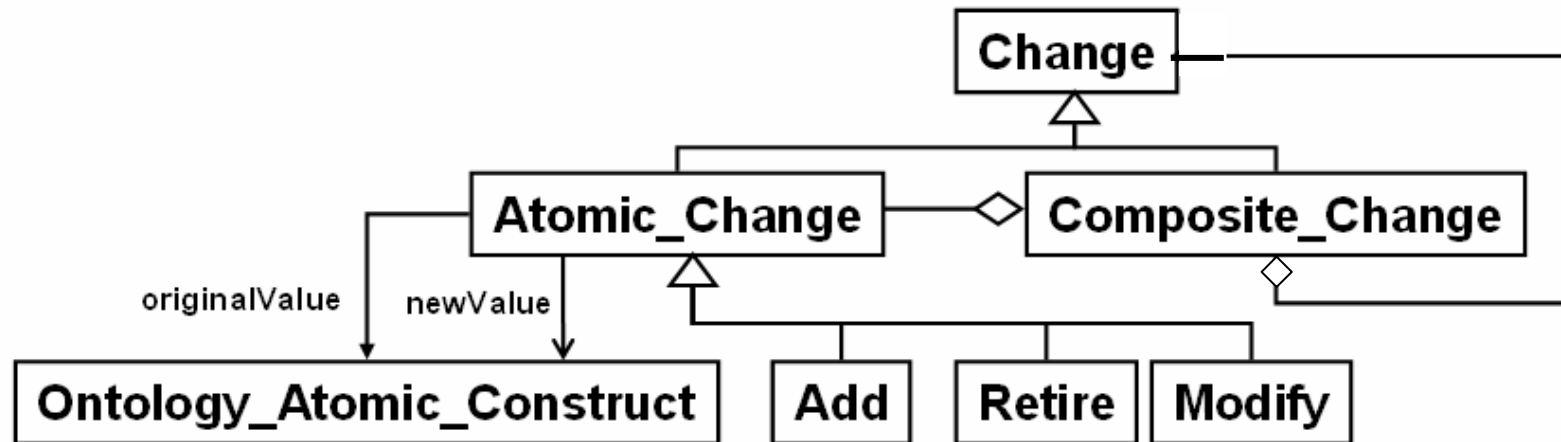 Change
Atomic_Change
Composite_Change
originalValue
newValue
Ontology_Atomic_Construct
Add
Retire
Modify